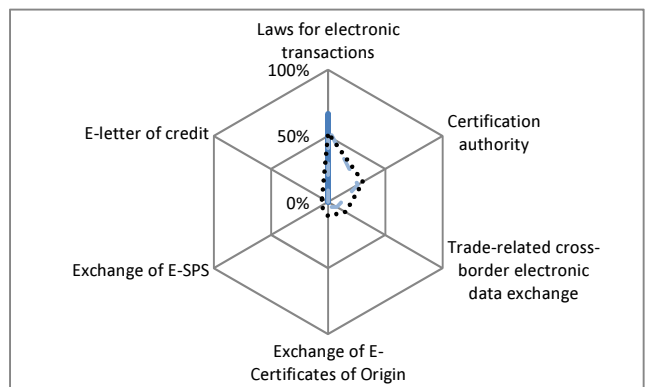 Laws for electronic
transactions
100%
E-letter of credit
50%
Certification
authority
0%
Exchange of E-SPS
Trade-related cross-
border electronic
data exchange
Exchange of E-
Certificates of Origin